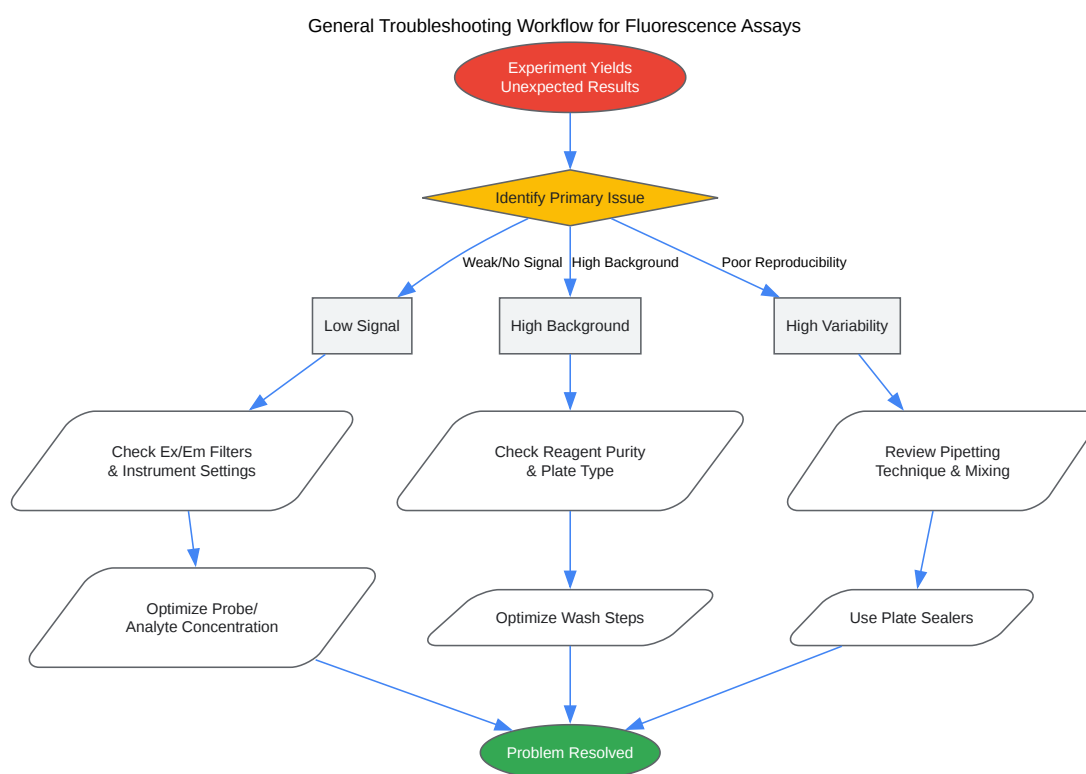 General Troubleshooting Workflow for Fluorescence Assays
Experiment Yields
Unexpected Results
Identify Primary Issue
Weak/No Signal
High Background
Poor Reproducibility
Low Signal
High Background
High Variability
Check Ex/Em Filters
& Instrument Settings
Check Reagent Purity
& Plate Type
Review Pipetting
Technique & Mixing
Optimize Probe/
Analyte Concentration
Optimize Wash Steps
Use Plate Sealers
Problem Resolved